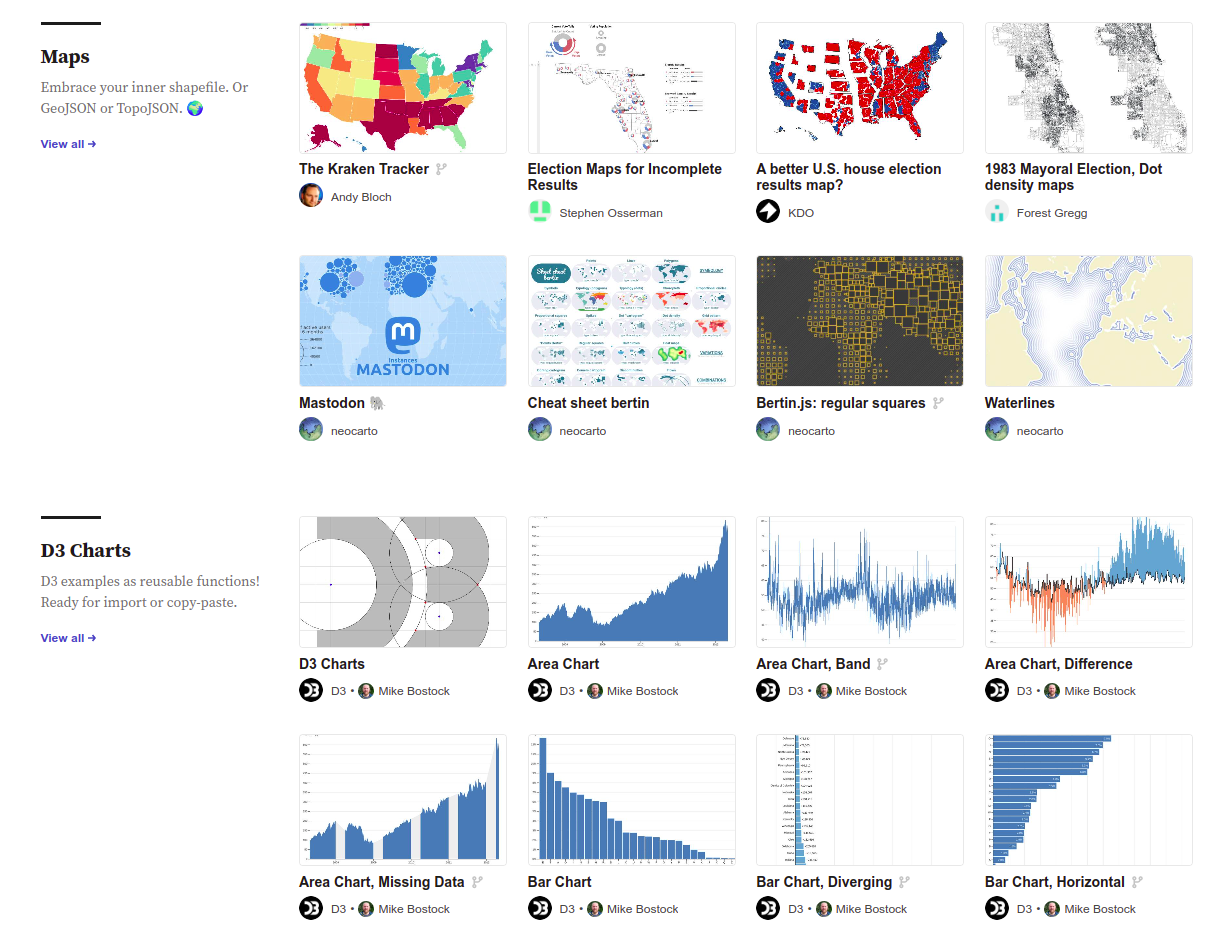 Maps
Embrace your inner shapefile. Or
GeoJSON or TopoJSON. 🌍
View all →
The Kraken Tracker
Andy Bloch
Election Maps for Incomplete
Results
Stephen Osserman
A better U.S. house election
results map?
KDO
1983 Mayoral Election, Dot
density maps
Forest Gregg
Instances
MASTODON
Mastodon 🐘
neocarto
Sheet cheet
bertin
Cheat sheet bertin
neocarto
Bertin.js: regular squares
neocarto
Waterlines
neocarto
D3 Charts
D3 examples as reusable functions!
Ready for import or copy-paste.
View all →
D3 Charts
D3 • Mike Bostock
Area Chart
D3 • Mike Bostock
Area Chart, Band
D3 • Mike Bostock
Area Chart, Difference
D3 • Mike Bostock
Area Chart, Missing Data
D3 • Mike Bostock
Bar Chart
D3 • Mike Bostock
Bar Chart, Diverging
D3 • Mike Bostock
Bar Chart, Horizontal
D3 • Mike Bostock